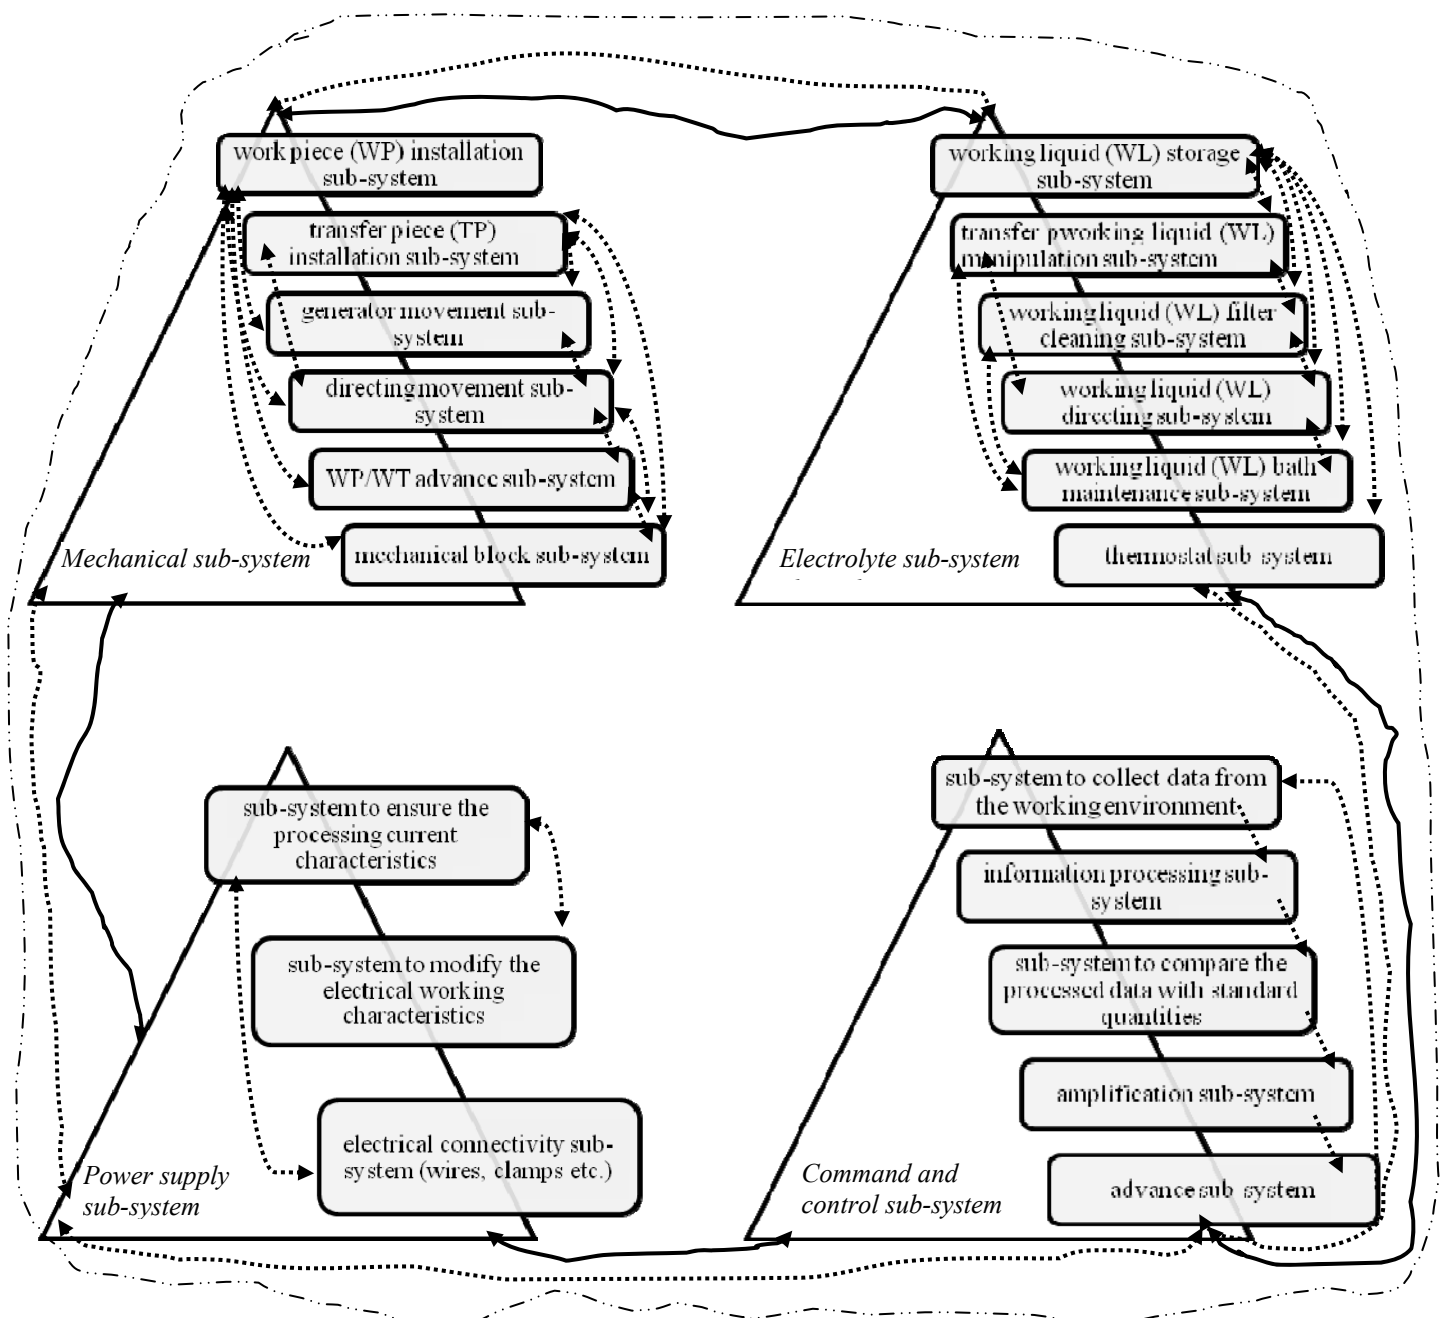 work piece (WP) installation
sub-system
transfer piece (TP)
installation sub-system
generator movement sub-
system
directing movement sub-
system
WP/WT advance sub-system
mechanical block sub-system
Mechanical sub-system
working liquid (WL) storage
sub-system
transfer pworking liquid (WL)
manipulation sub-system
working liquid (WL) filter
cleaning sub-system
working liquid (WL)
directing sub-system
working liquid (WL) bath
maintenance sub-system
thermostat sub-system
Electrolyte sub-system
sub-system to ensure the
processing current
characteristics
sub-system to modify the
electrical working
characteristics
electrical connectivity sub-
system (wires, clamps etc.)
Power supply
sub-system
sub-system to collect data from
the working environment
information processing sub-
system
sub-system to compare the
processed data with standard
quantities
amplification sub-system
advance sub-system
Command and
control sub-system